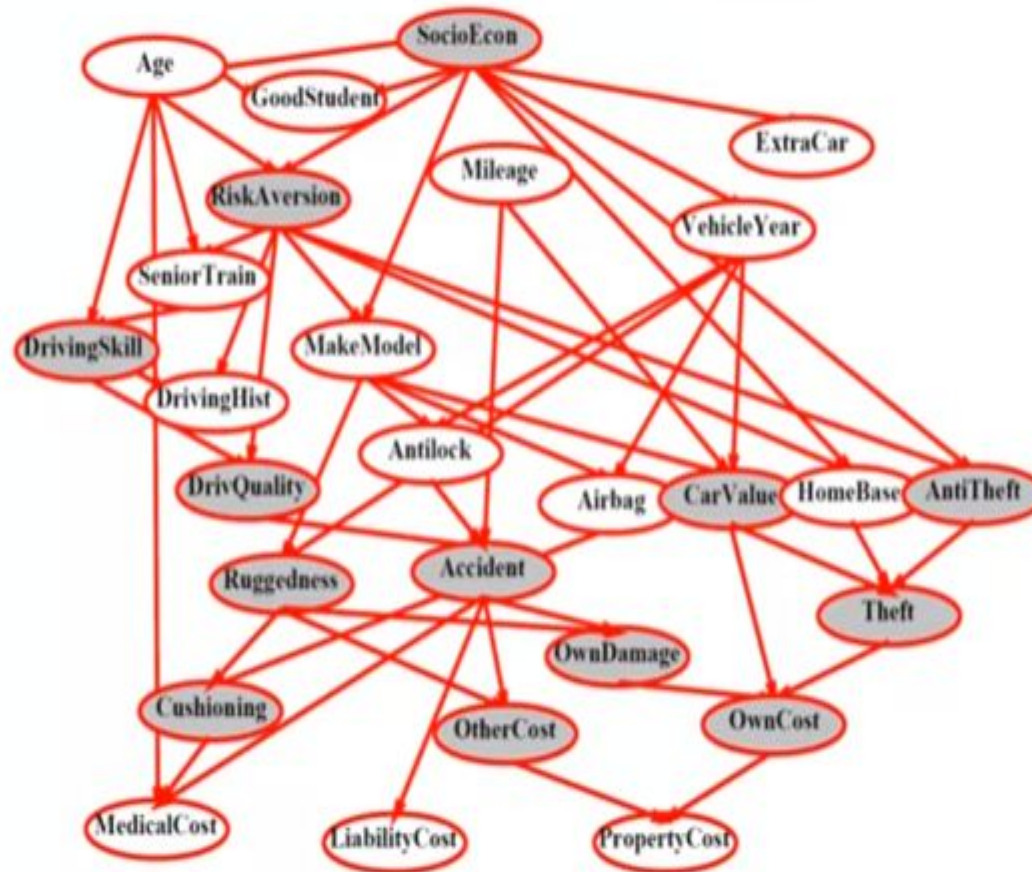 SocioEcon
Age
GoodStudent
ExtraCar
Mileage
RiskAversion
VehicleYear
SeniorTrain
DrivingSkill
MakeModel
DrivingHist
Antilock
DrivQuality
Airbag
CarValue
HomeBase
AntiTheft
Ruggedness
Accident
Theft
OwnDamage
Cushioning
OtherCost
OwnCost
MedicalCost
LiabilityCost
PropertyCost